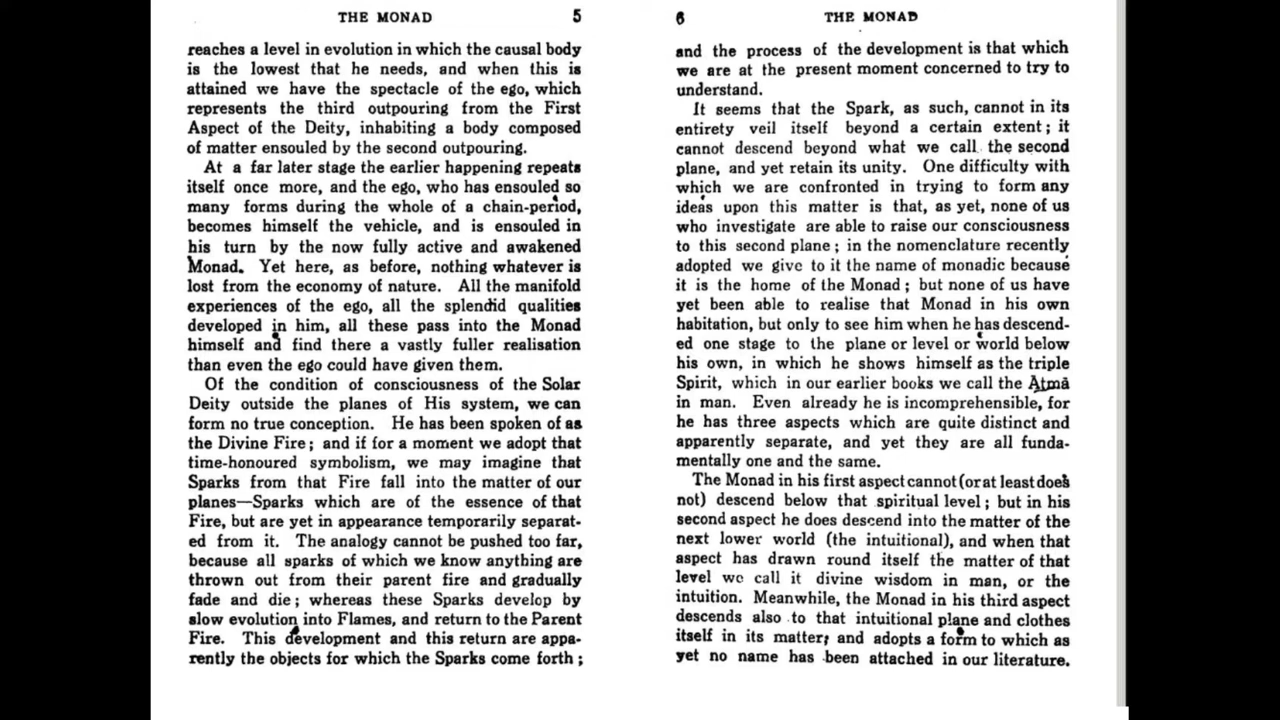 THE MONAD 5
reaches a level in evolution in which the causal body
is the lowest that he needs, and when this is
attained we have the spectacle of the ego, which
represents the third outpouring from the First
Aspect of the Deity, inhabiting a body composed
of matter ensouled by the second outpouring.
At a far later stage the earlier happening repeats
itself once more, and the ego, who has ensouled so
many forms during the whole of a chain-period,
becomes himself the vehicle, and is ensouled in
his turn by the now fully active and awakened
Monad. Yet here, as before, nothing whatever is
lost from the economy of nature. All the manifold
experiences of the ego, all the splendid qualities
developed in him, all these pass into the Monad
himself and find there a vastly fuller realisation
than even the ego could have given them.
Of the condition of consciousness of the Solar
Deity outside the planes of His system, we can
form no true conception. He has been spoken of as
the Divine Fire; and if for a moment we adopt that
time-honoured symbolism, we may imagine that
Sparks from that Fire fall into the matter of our
planes—Sparks which are of the essence of that
Fire, but are yet in appearance temporarily separat-
ed from it. The analogy cannot be pushed too far,
because all sparks of which we know anything are
thrown out from their parent fire and gradually
fade and die; whereas these Sparks develop by
slow evolution into Flames, and return to the Parent
Fire. This development and this return are appa-
rently the objects for which the Sparks come forth;
6 THE MONAD
and the process of the development is that which
we are at the present moment concerned to try to
understand.
It seems that the Spark, as such, cannot in its
entirety veil itself beyond a certain extent; it
cannot descend beyond what we call the second
plane, and yet retain its unity. One difficulty with
which we are confronted in trying to form any
ideas upon this matter is that, as yet, none of us
who investigate are able to raise our consciousness
to this second plane; in the nomenclature recently
adopted we give to it the name of monadic because
it is the home of the Monad; but none of us have
yet been able to realise that Monad in his own
habitation, but only to see him when he has descend-
ed one stage to the plane or level or world below
his own, in which he shows himself as the triple
Spirit, which in our earlier books we call the Ātmā
in man. Even already he is incomprehensible, for
he has three aspects which are quite distinct and
apparently separate, and yet they are all funda-
mentally one and the same.
The Monad in his first aspect cannot (or at least does
not) descend below that spiritual level; but in his
second aspect he does descend into the matter of the
next lower world (the intuitional), and when that
aspect has drawn round itself the matter of that
level we call it divine wisdom in man, or the
intuition. Meanwhile, the Monad in his third aspect
descends also to that intuitional plane and clothes
itself in its matter, and adopts a form to which as
yet no name has been attached in our literature.